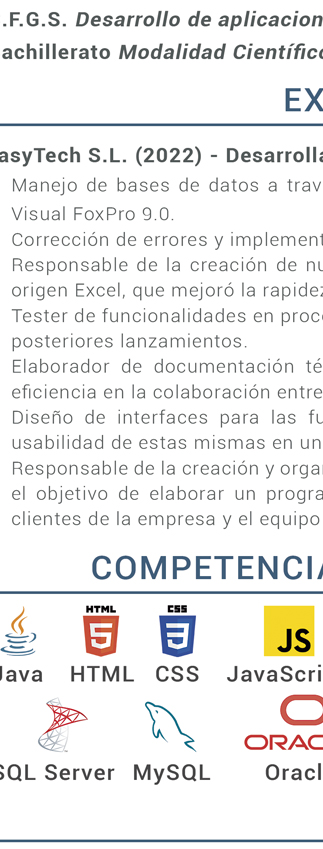 .F.G.S. Desarrollo de aplicacion
achillerato Modalidad Científic
EX
asyTech S.L. (2022) - Desarroll
Manejo de bases de datos a trav
Visual FoxPro 9.0.
Corrección de errores y implement
Responsable de la creación de nu
origen Excel, que mejoró la rapidez
Tester de funcionalidades en proc
posteriores lanzamientos.
Elaborador de documentación té
eficiencia en la colaboración entre
Diseño de interfaces para las fu
usabilidad de estas mismas en un
Responsable de la creación y orga
el objetivo de elaborar un progra
clientes de la empresa y el equipo
COMPETENCIA
HTML CSS JS
Java HTML CSS JavaScri
ORAC
SQL Server MySQL Oracl